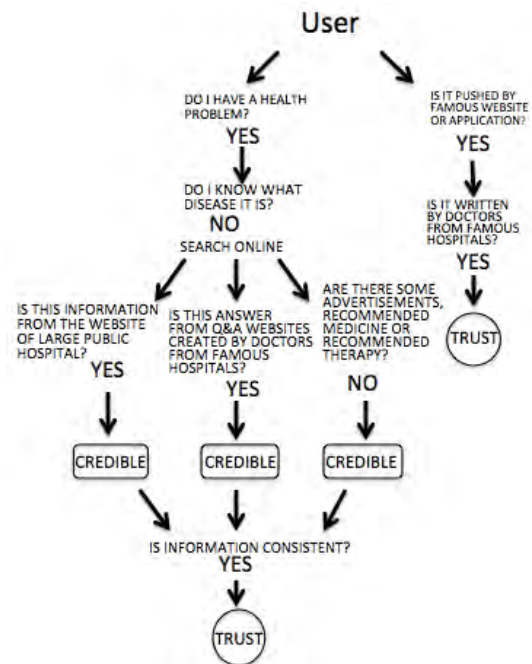 User
DO I HAVE A HEALTH
PROBLEM?
YES
IS IT PUSHED BY
FAMOUS WEBSITE
OR APPLICATION?
YES
DO I KNOW WHAT
DISEASE IT IS?
NO
SEARCH ONLINE
IS IT WRITTEN
BY DOCTORS
FROM FAMOUS
HOSPITALS?
YES
TRUST
IS THIS INFORMATION
FROM THE WEBSITE
OF LARGE PUBLIC
HOSPITAL?
YES
IS THIS ANSWER
FROM Q&A WEBSITES
CREATED BY DOCTORS
FROM FAMOUS
HOSPITALS?
YES
ARE THERE SOME
ADVERTISEMENTS,
RECOMMENDED
MEDICINE OR
RECOMMENDED
THERAPY?
NO
CREDIBLE
CREDIBLE
CREDIBLE
IS INFORMATION CONSISTENT?
YES
TRUST